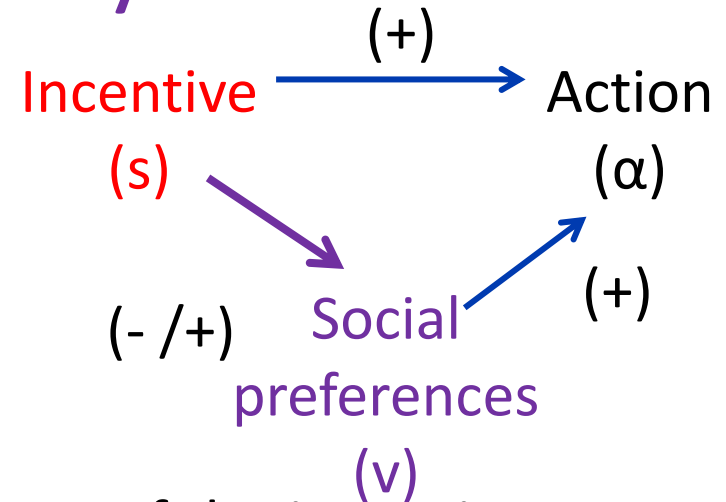 (+)
Incentive
Action
(s)
(α)
(+)
(- /+)
Social
preferences
(v)